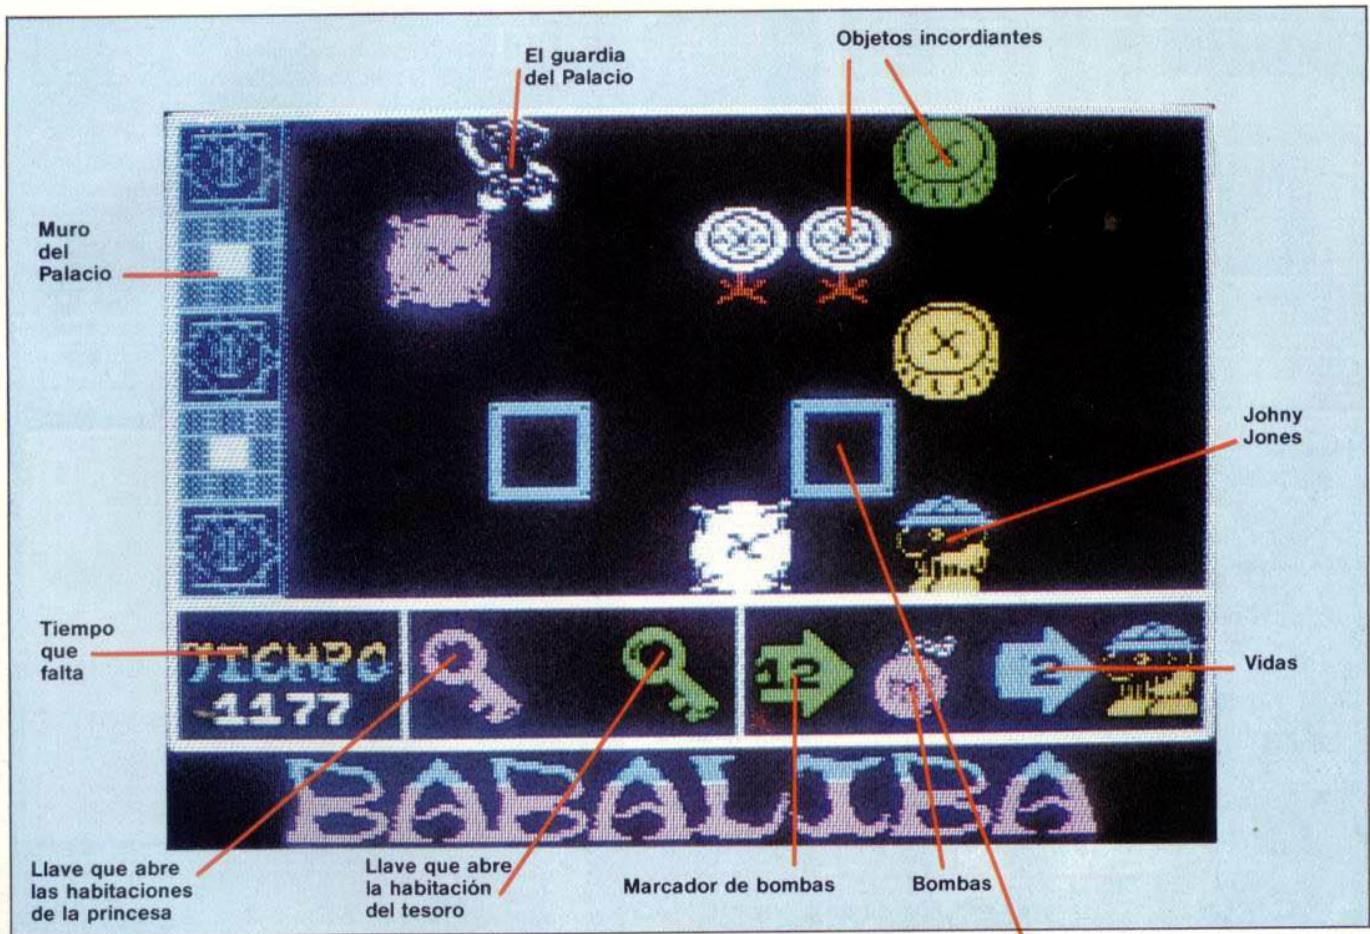 El guardia
del Palacio
Objetos incordiantes
Muro
del
Palacio
Johny
Jones
Tiempo
que
falta
TIEMPO
1177
12
2
Vidas
BABALIBA
Llave que abre
las habitaciones
de la princesa
Llave que abre
la habitación
del tesoro
Marcador de bombas
Bombas